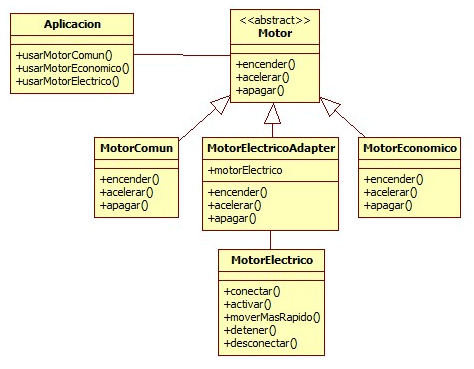 Aplicacion
+usarMotorComun()
+usarMotorEconomico()
+usarMotorElectrico()
<<abstract>>
Motor
+encender()
+acelerar()
+apagar()
MotorComun
+encender()
+acelerar()
+apagar()
MotorElectricoAdapter
+motorElectrico
+encender()
+acelerar()
+apagar()
MotorEconomico
+encender()
+acelerar()
+apagar()
MotorElectrico
+conectar()
+activar()
+moverMasRapido()
+detener()
+desconectar()